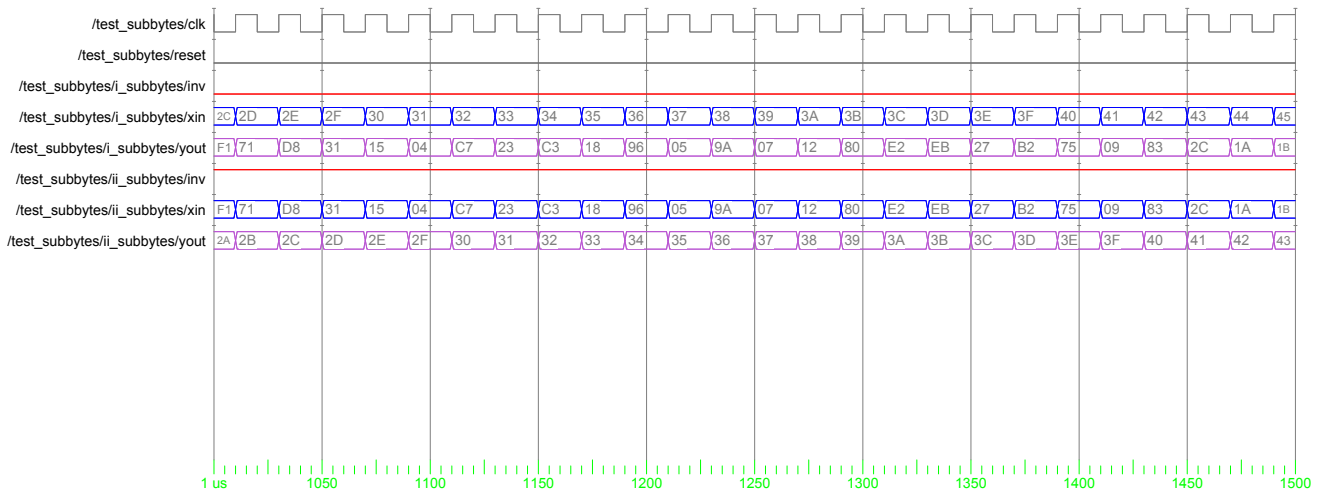 /test_subbytes/clk
/test_subbytes/reset
/test_subbytes/i_subbytes/inv
/test_subbytes/i_subbytes/xin 2C 2D 2E 2F 30 31 32 33 34 35 36 37 38 39 3A 3B 3C 3D 3E 3F 40 41 42 43 44 45
/test_subbytes/i_subbytes/yout F1 71 D8 31 15 04 C7 23 C3 18 96 05 9A 07 12 80 E2 EB 27 B2 75 09 83 2C 1A 1B
/test_subbytes/ii_subbytes/inv
/test_subbytes/ii_subbytes/xin F1 71 D8 31 15 04 C7 23 C3 18 96 05 9A 07 12 80 E2 EB 27 B2 75 09 83 2C 1A 1B
/test_subbytes/ii_subbytes/yout 2A 2B 2C 2D 2E 2F 30 31 32 33 34 35 36 37 38 39 3A 3B 3C 3D 3E 3F 40 41 42 43
1 us 1050 1100 1150 1200 1250 1300 1350 1400 1450 1500